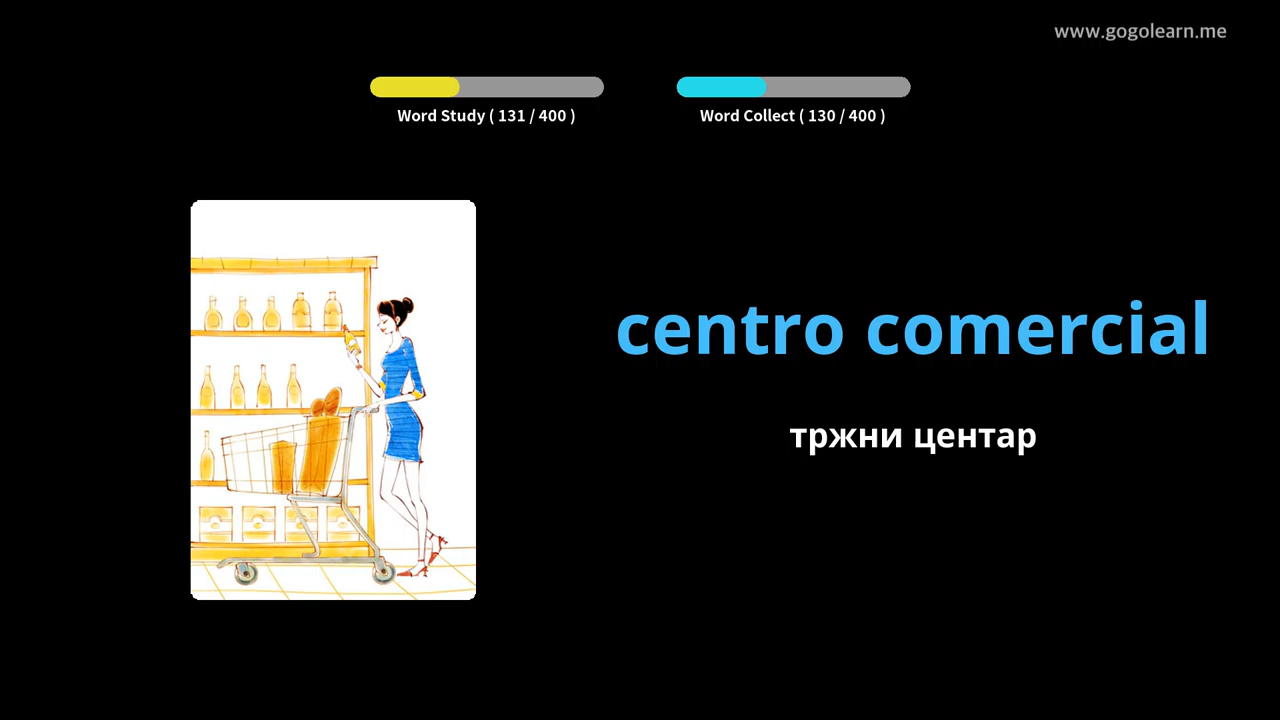 www.gogolearn.me
Word Study ( 131 / 400 )
Word Collect ( 130 / 400 )
centro comercial
тржни центар